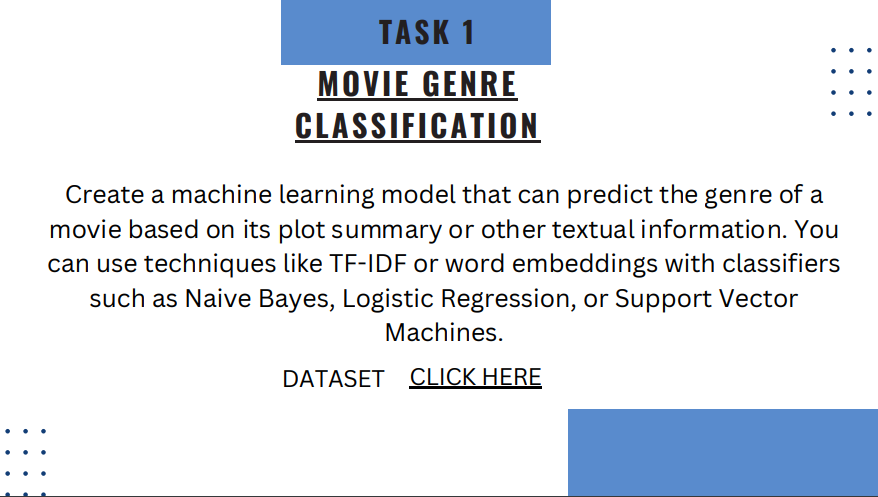 TASK 1
MOVIE GENRE
CLASSIFICATION
Create a machine learning model that can predict the genre of a
movie based on its plot summary or other textual information. You
can use techniques like TF-IDF or word embeddings with classifiers
such as Naive Bayes, Logistic Regression, or Support Vector
Machines.
DATASET CLICK HERE